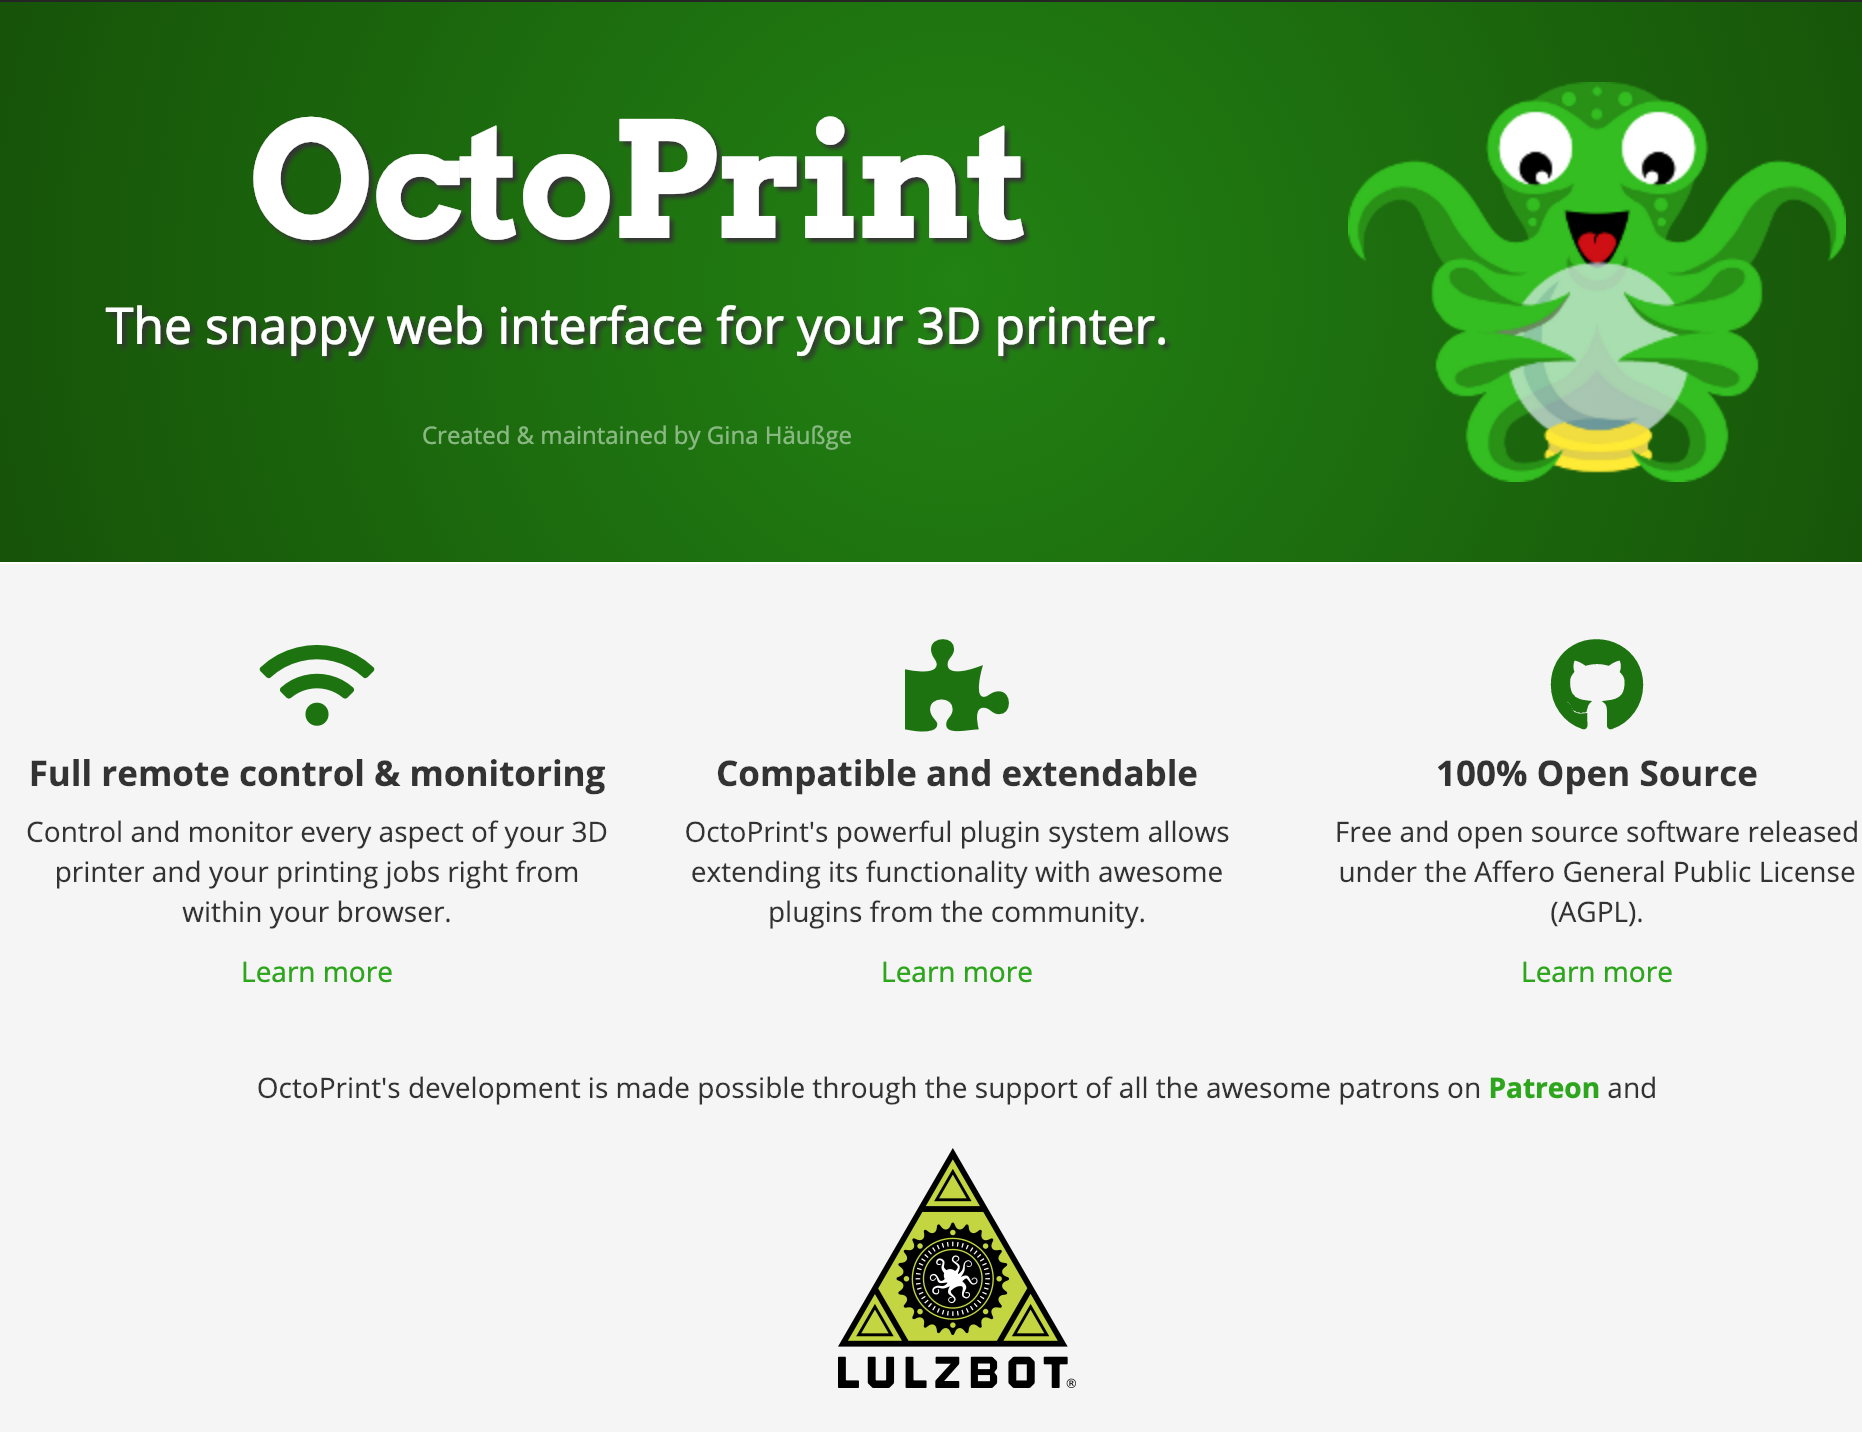 OctoPrint
The snappy web interface for your 3D printer.
Created & maintained by Gina Häußge
Full remote control & monitoring
Control and monitor every aspect of your 3D
printer and your printing jobs right from
within your browser.
Learn more
Compatible and extendable
OctoPrint's powerful plugin system allows
extending its functionality with awesome
plugins from the community.
Learn more
100% Open Source
Free and open source software released
under the Affero General Public License
(AGPL).
Learn more
OctoPrint's development is made possible through the support of all the awesome patrons on Patreon and
LULZBOT®